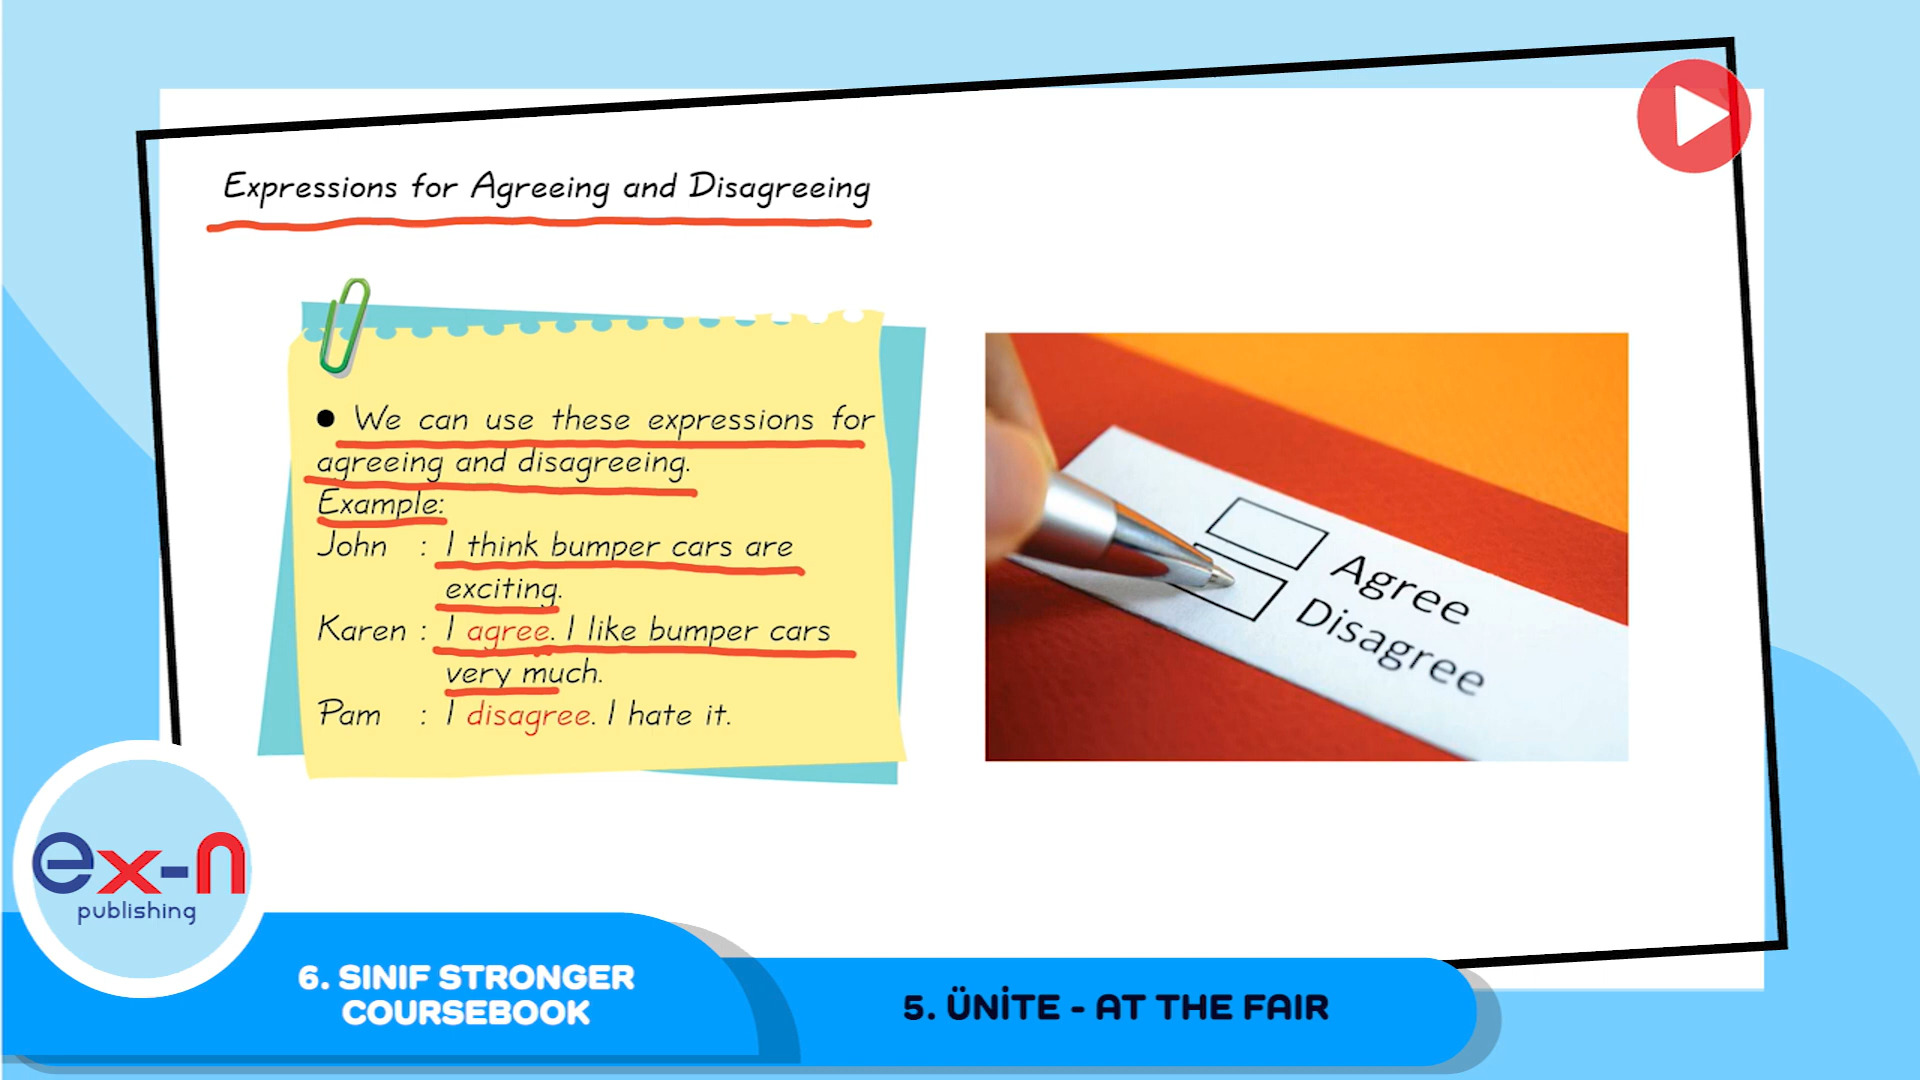 Expressions for Agreeing and Disagreeing
● We can use these expressions for
agreeing and disagreeing.
Example:
John : I think bumper cars are
exciting.
Karen : I agree. I like bumper cars
very much.
Pam : I disagree. I hate it.
Agree
Disagree
ex-n
publishing
6. SINIF STRONGER
COURSEBOOK
5. ÜNİTE - AT THE FAIR